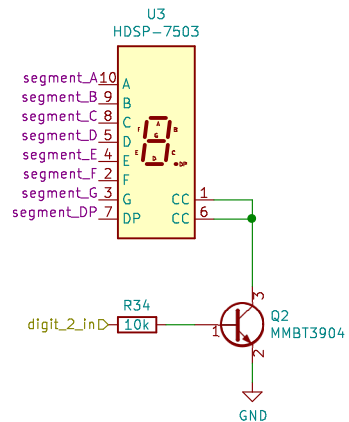 U3
HDSP-7503
segment_A 10 A
segment_B 9 B
segment_C 8 C
segment_D 5 D
segment_E 4 E
segment_F 2 F
segment_G 3 G CC 1
segment_DP 7 DP CC 6
A
F B
G
E C
D DP
R34
digit_2_in 10k
3
1
2
Q2
MMBT3904
GND